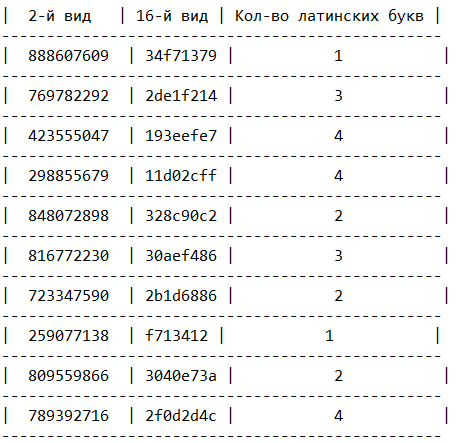 |  2-й вид   | 16-й вид | Кол-во латинских букв |
-------------------------------------------------
|  888607609  | 34f71379 |           1           |
-------------------------------------------------
|  769782292  | 2de1f214 |           3           |
-------------------------------------------------
|  423555047  | 193eefe7 |           4           |
-------------------------------------------------
|  298855679  | 11d02cff |           4           |
-------------------------------------------------
|  848072898  | 328c90c2 |           2           |
-------------------------------------------------
|  816772230  | 30aef486 |           3           |
-------------------------------------------------
|  723347590  | 2b1d6886 |           2           |
-------------------------------------------------
|  259077138  | f713412 |           1           |
-------------------------------------------------
|  809559866  | 3040e73a |           2           |
-------------------------------------------------
|  789392716  | 2f0d2d4c |           4           |
-------------------------------------------------